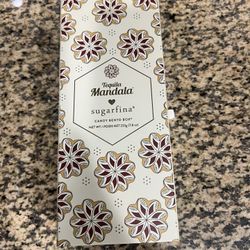 Tequila
Mandala®
sugarfina®
CANDY BENTO BOX®